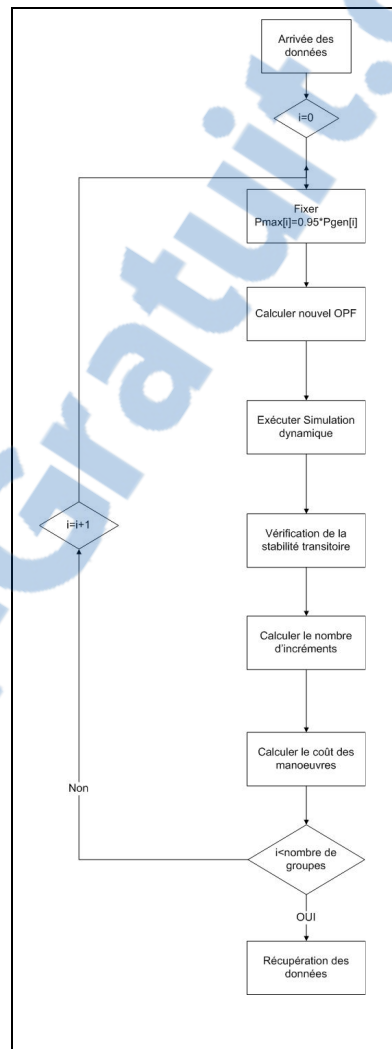 Arrivée des
données
i=0
Fixer
Pmax[i]=0.95*Pgen[i]
Calculer nouvel OPF
Exécuter Simulation
dynamique
i=i+1
Vérification de la
stabilité transitoire
Calculer le nombre
d'incréments
Calculer le coût des
manoeuvres
Non
i<nombre de
groupes
OUI
Récupération des
données
Gratuit.